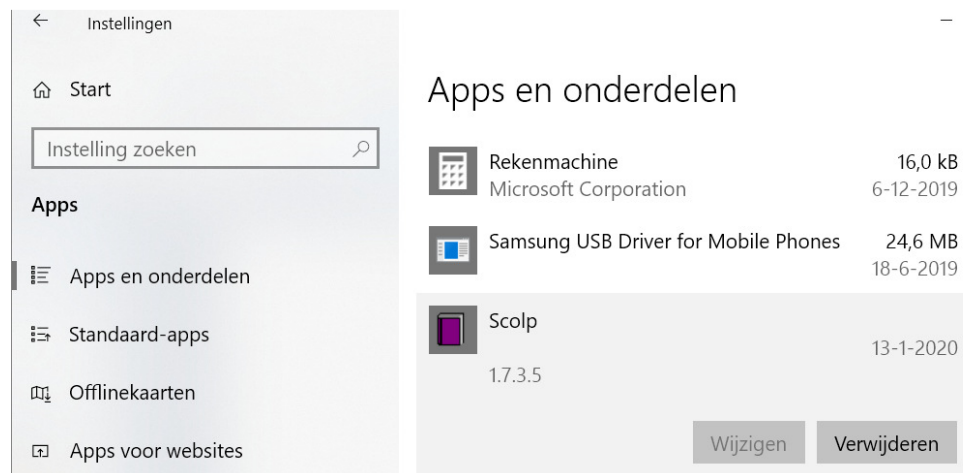 Instellingen
Start
Instelling zoeken
Apps
Apps en onderdelen
Standaard-apps
Offlinekaarten
Apps voor websites
Apps en onderdelen
Rekenmachine 16,0 kB
Microsoft Corporation 6-12-2019
Samsung USB Driver for Mobile Phones 24,6 MB
18-6-2019
Scolp
13-1-2020
1.7.3.5
Wijzigen Verwijderen